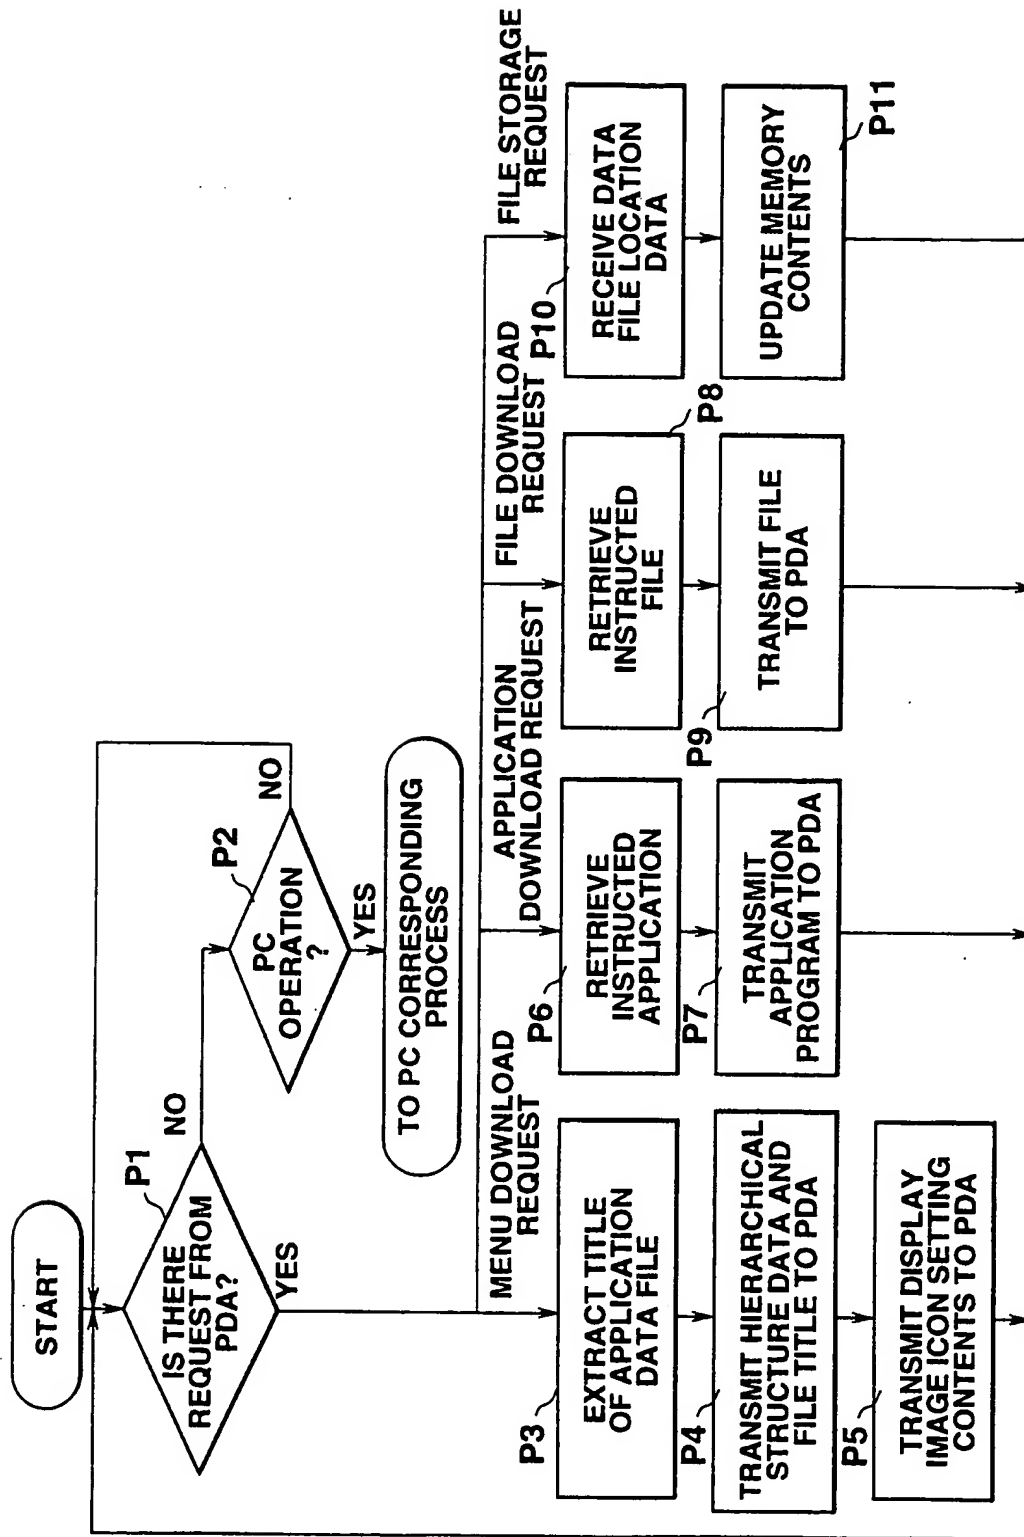 START
IS THERE
REQUEST FROM
PDA?
P1
NO
YES
PC
OPERATION
?
P2
NO
YES
TO PC CORRESPONDING
PROCESS
MENU DOWNLOAD
REQUEST
P3
EXTRACT TITLE
OF APPLICATION
DATA FILE
P4
TRANSMIT HIERARCHICAL
STRUCTURE DATA AND
FILE TITLE TO PDA
P5
TRANSMIT DISPLAY
IMAGE ICON SETTING
CONTENTS TO PDA
APPLICATION
DOWNLOAD REQUEST
P6
RETRIEVE
INSTRUCTED
APPLICATION
P7
TRANSMIT
APPLICATION
PROGRAM TO PDA
FILE DOWNLOAD
REQUEST
P8
RETRIEVE
INSTRUCTED
FILE
P9
TRANSMIT FILE
TO PDA
FILE STORAGE
REQUEST
P10
RECEIVE DATA
FILE LOCATION
DATA
UPDATE MEMORY
CONTENTS
P11